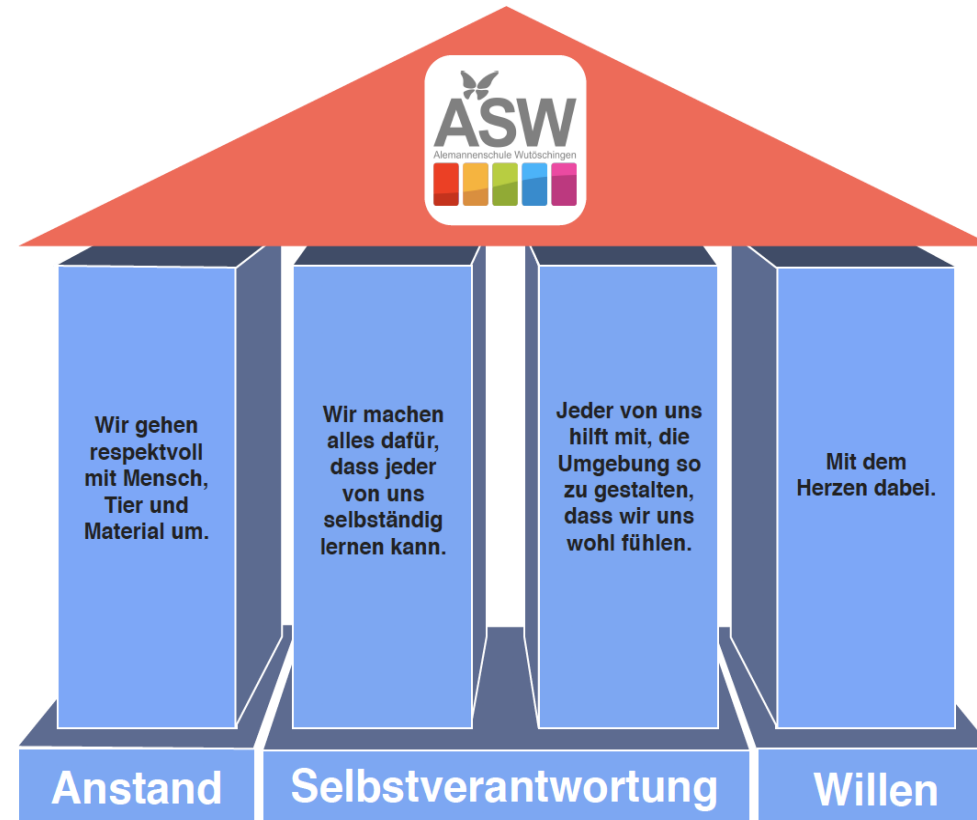 ASW
Alemannenschule Wutöschingen
Wir gehen
respektvoll
mit Mensch,
Tier und
Material um.
Wir machen
alles dafür,
dass jeder
von uns
selbständig
lernen kann.
Jeder von uns
hilft mit, die
Umgebung so
zu gestalten,
dass wir uns
wohl fühlen.
Mit dem
Herzen dabei.
Anstand
Selbstverantwortung
Willen